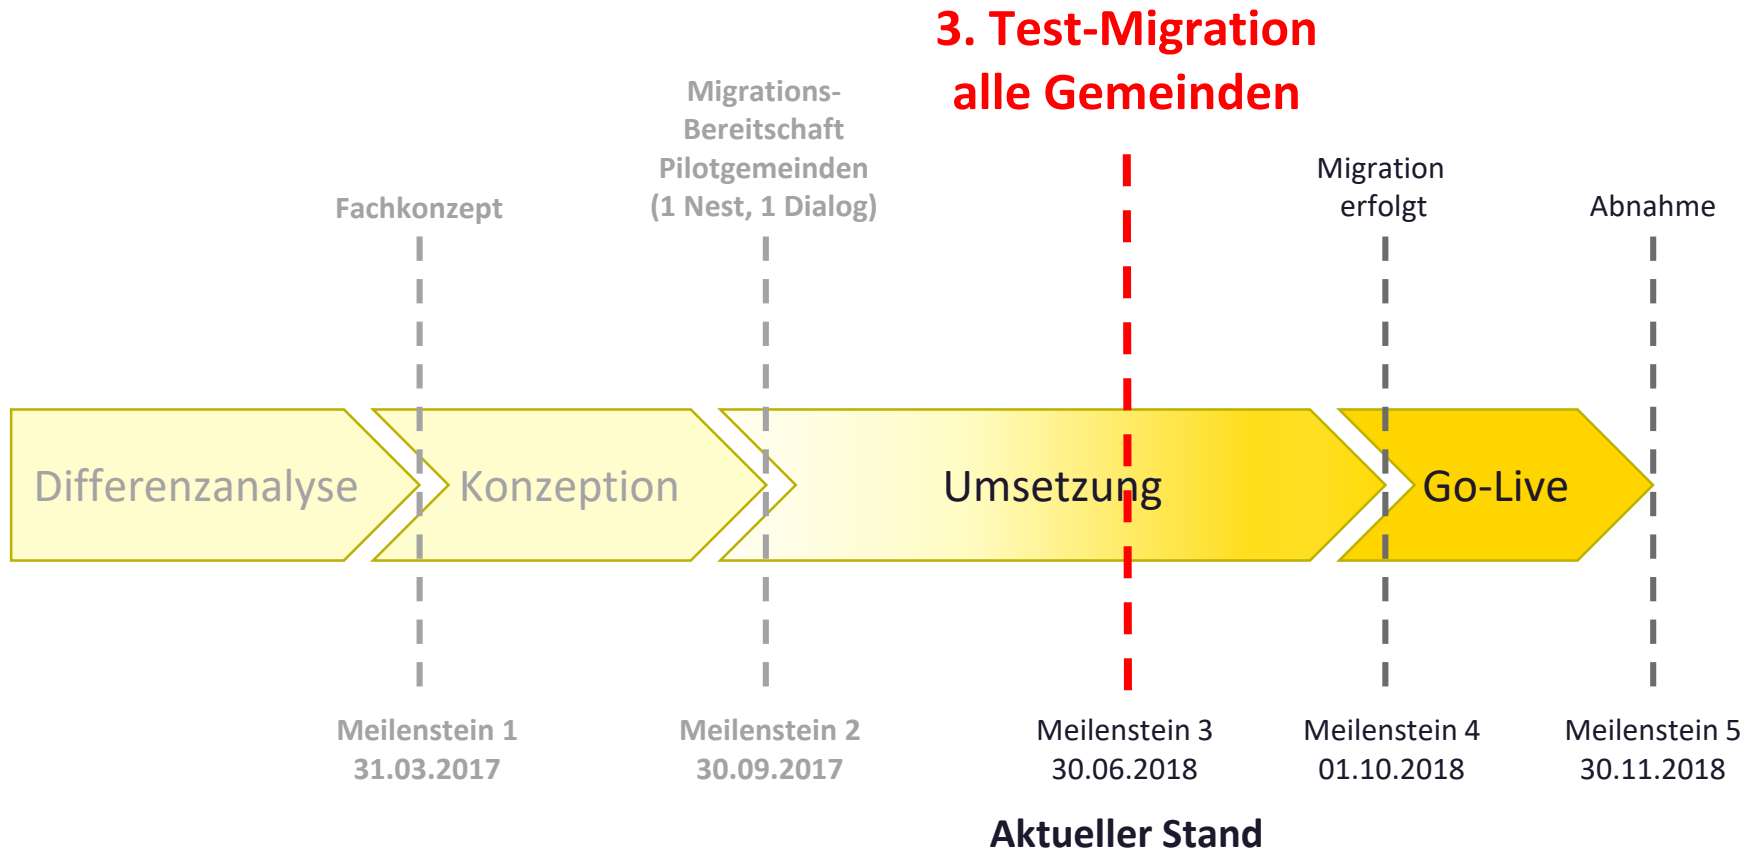 3. Test-Migration
alle Gemeinden
Migrations-
Bereitschaft
Pilotgemeinden
(1 Nest, 1 Dialog)
Fachkonzept
Migration
erfolgt
Abnahme
Differenzanalyse
Konzeption
Umsetzung
Go-Live
Meilenstein 1
31.03.2017
Meilenstein 2
30.09.2017
Meilenstein 3
30.06.2018
Meilenstein 4
01.10.2018
Meilenstein 5
30.11.2018
Aktueller Stand